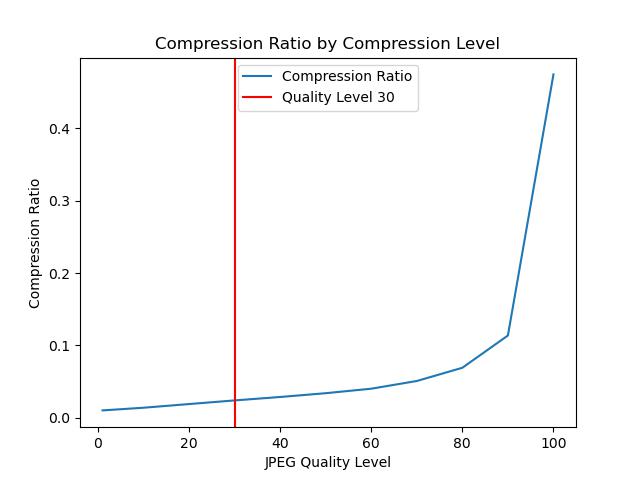 Compression Ratio by Compression Level
Compression Ratio
Quality Level 30
0.4
0.3
0.2
0.1
0.0
Compression Ratio
0 20 40 60 80 100
JPEG Quality Level